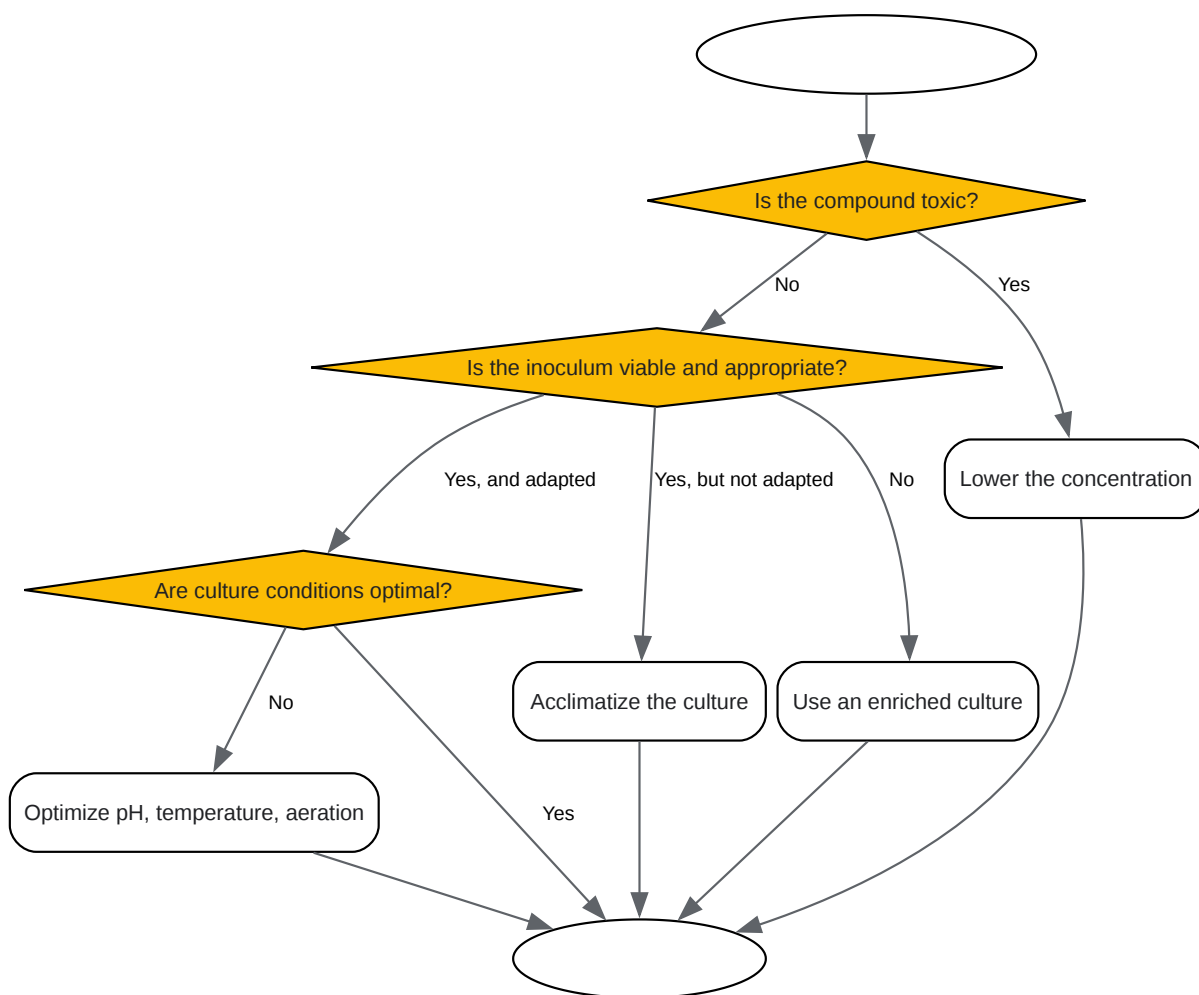 Is the compound toxic?
No
Yes
Is the inoculum viable and appropriate?
Yes, and adapted
Yes, but not adapted
No
Lower the concentration
Are culture conditions optimal?
No
Acclimatize the culture
Use an enriched culture
Optimize pH, temperature, aeration
Yes